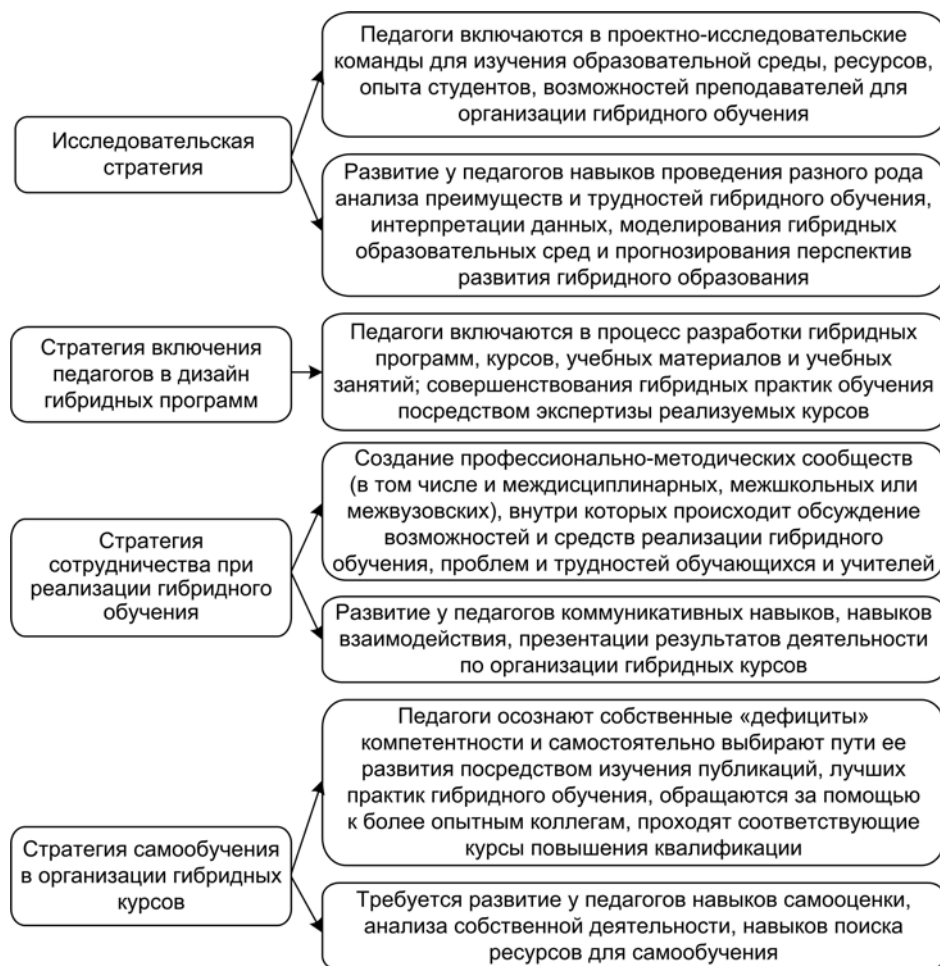 Исследовательская
стратегия
Педагоги включаются в проектно-исследовательские
команды для изучения образовательной среды, ресурсов,
опыта студентов, возможностей преподавателей для
организации гибридного обучения
Развитие у педагогов навыков проведения разного рода
анализа преимуществ и трудностей гибридного обучения,
интерпретации данных, моделирования гибридных
образовательных сред и прогнозирования перспектив
развития гибридного образования
Стратегия включения
педагогов в дизайн
гибридных программ
Педагоги включаются в процесс разработки гибридных
программ, курсов, учебных материалов и учебных
занятий; совершенствования гибридных практик обучения
посредством экспертизы реализуемых курсов
Стратегия
сотрудничества при
реализации гибридного
обучения
Создание профессионально-методических сообществ
(в том числе и междисциплинарных, межшкольных или
межвузовских), внутри которых происходит обсуждение
возможностей и средств реализации гибридного
обучения, проблем и трудностей обучающихся и учителей
Развитие у педагогов коммуникативных навыков, навыков
взаимодействия, презентации результатов деятельности
по организации гибридных курсов
Стратегия самообучения
в организации гибридных
курсов
Педагоги осознают собственные «дефициты»
компетентности и самостоятельно выбирают пути ее
развития посредством изучения публикаций, лучших
практик гибридного обучения, обращаются за помощью
к более опытным коллегам, проходят соответствующие
курсы повышения квалификации
Требуется развитие у педагогов навыков самооценки,
анализа собственной деятельности, навыков поиска
ресурсов для самообучения